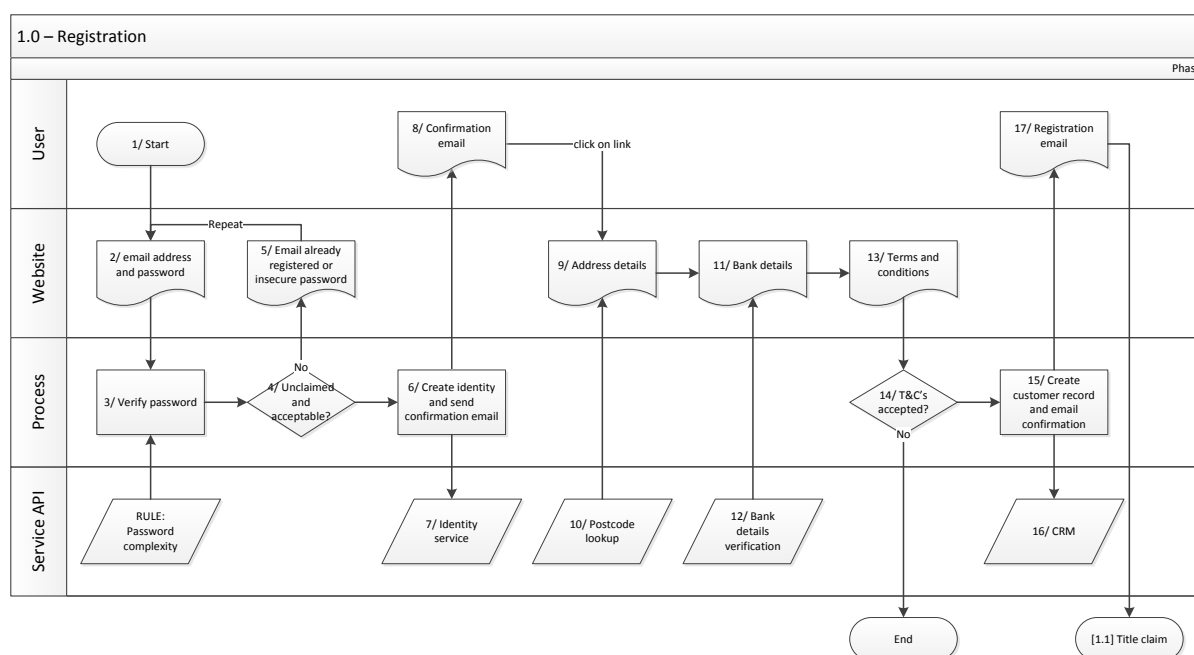 1.0 – Registration
Phas
User
1/ Start
8/ Confirmation
email
click on link
17/ Registration
email
Website
Repeat
2/ email address
and password
5/ Email already
registered or
insecure password
9/ Address details
11/ Bank details
13/ Terms and
conditions
Process
3/ Verify password
No
4/ Unclaimed
and
acceptable?
6/ Create identity
and send
confirmation email
14/ T&C's
accepted?
No
15/ Create
customer record
and email
confirmation
Service API
RULE:
Password
complexity
7/ Identity
service
10/ Postcode
lookup
12/ Bank
details
verification
16/ CRM
End
[1.1] Title claim